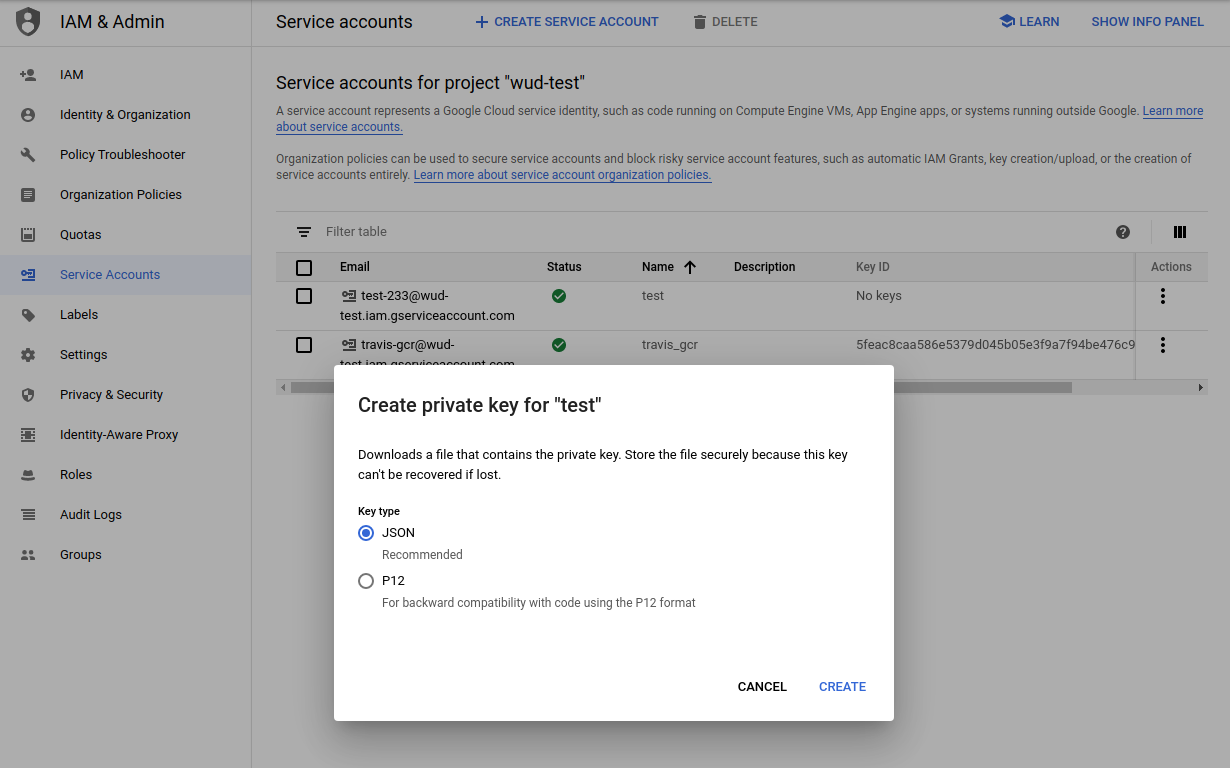 IAM & Admin
Service accounts
CREATE SERVICE ACCOUNT
DELETE
LEARN
SHOW INFO PANEL
IAM
Identity & Organization
Policy Troubleshooter
Organization Policies
Quotas
Service Accounts
Labels
Settings
Privacy & Security
Identity-Aware Proxy
Roles
Audit Logs
Groups
Service accounts for project "wud-test"
A service account represents a Google Cloud service identity, such as code running on Compute Engine VMs, App Engine apps, or systems running outside Google. Learn more
about service accounts.
Organization policies can be used to secure service accounts and block risky service account features, such as automatic IAM Grants, key creation/upload, or the creation of
service accounts entirely. Learn more about service account organization policies.
Filter table
Email Status Name Description Key ID Actions
test-233@wud-
test.iam.gserviceaccount.com
test
No keys
travis-gcr@wud-
test.iam.gserviceaccount.com
travis_gcr
5feac8caa586e5379d045b05e3f9a7f94be476c9
Create private key for "test"
Downloads a file that contains the private key. Store the file securely because this key
can't be recovered if lost.
Key type
JSON
Recommended
P12
For backward compatibility with code using the P12 format
CANCEL
CREATE